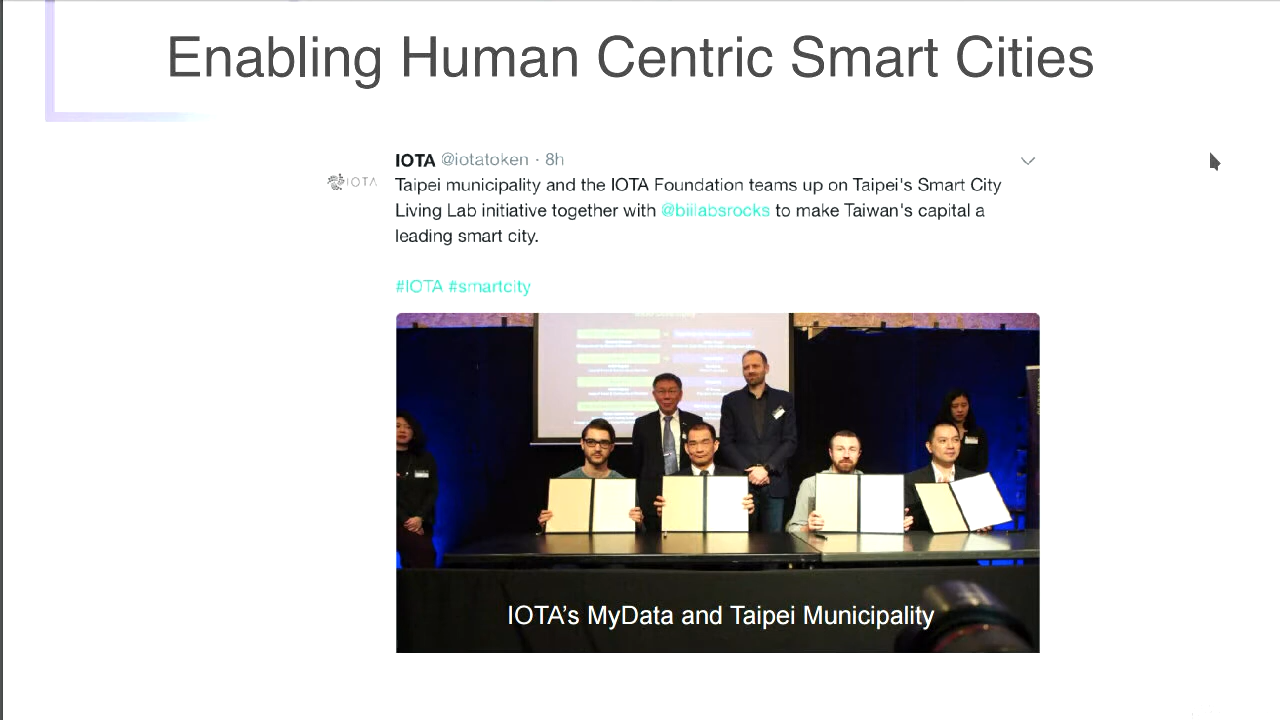 Enabling Human Centric Smart Cities
IOTA @iotatoken · 8h
IOTA
Taipei municipality and the IOTA Foundation teams up on Taipei's Smart City
Living Lab initiative together with @biiilabsrocks to make Taiwan's capital a
leading smart city.
#IOTA #smartcity
IOTA’s MyData and Taipei Municipality